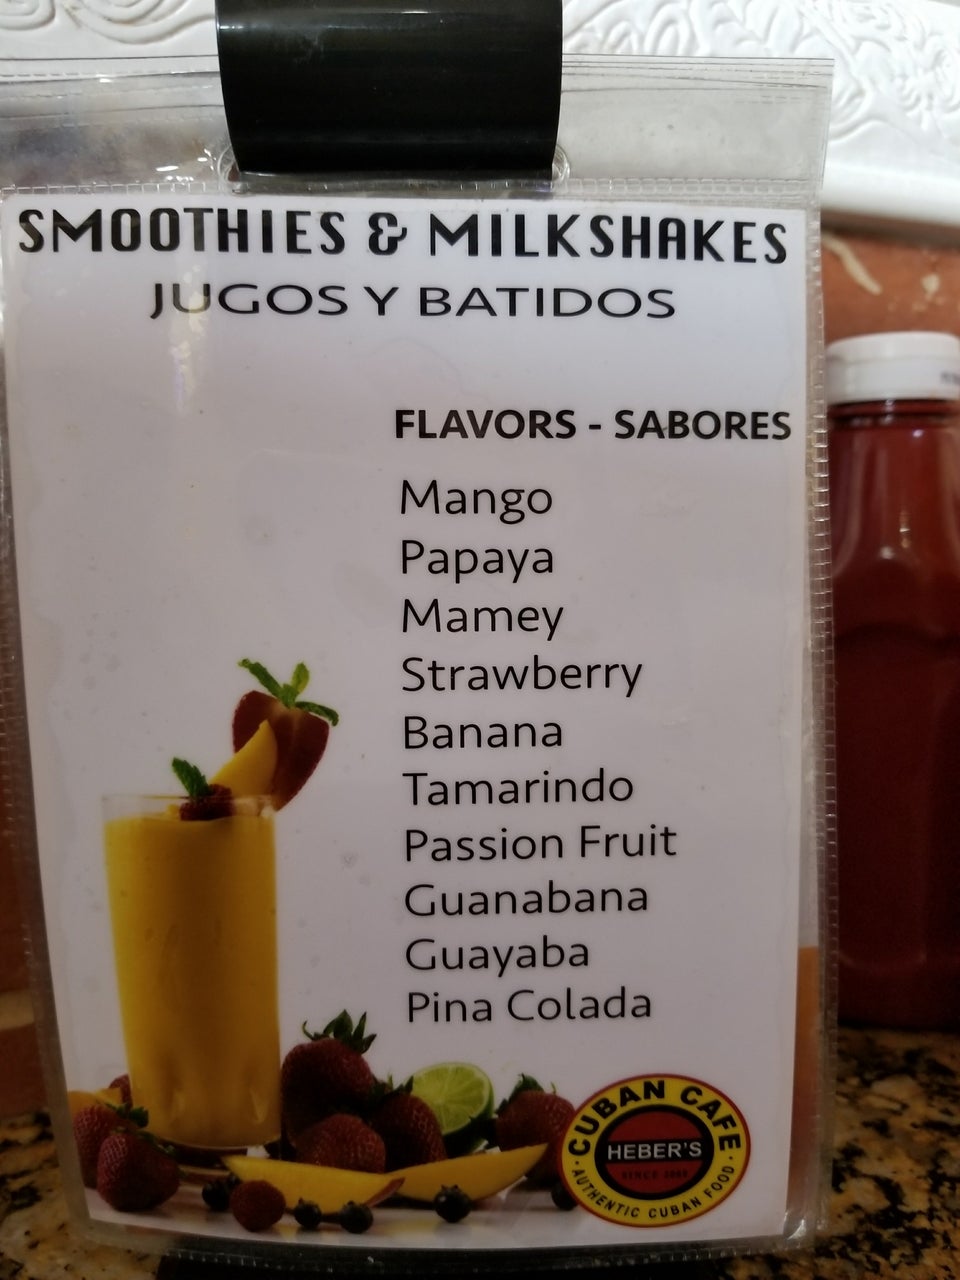 SMOOTHIES & MILKSHAKES
JUGOS Y BATIDOS
FLAVORS - SABORES
Mango
Papaya
Mamey
Strawberry
Banana
Tamarindo
Passion Fruit
Guanabana
Guayaba
Pina Colada
CUBAN CAFE
HEBER'S
SINCE
AUTHENTIC CUBAN FOOD